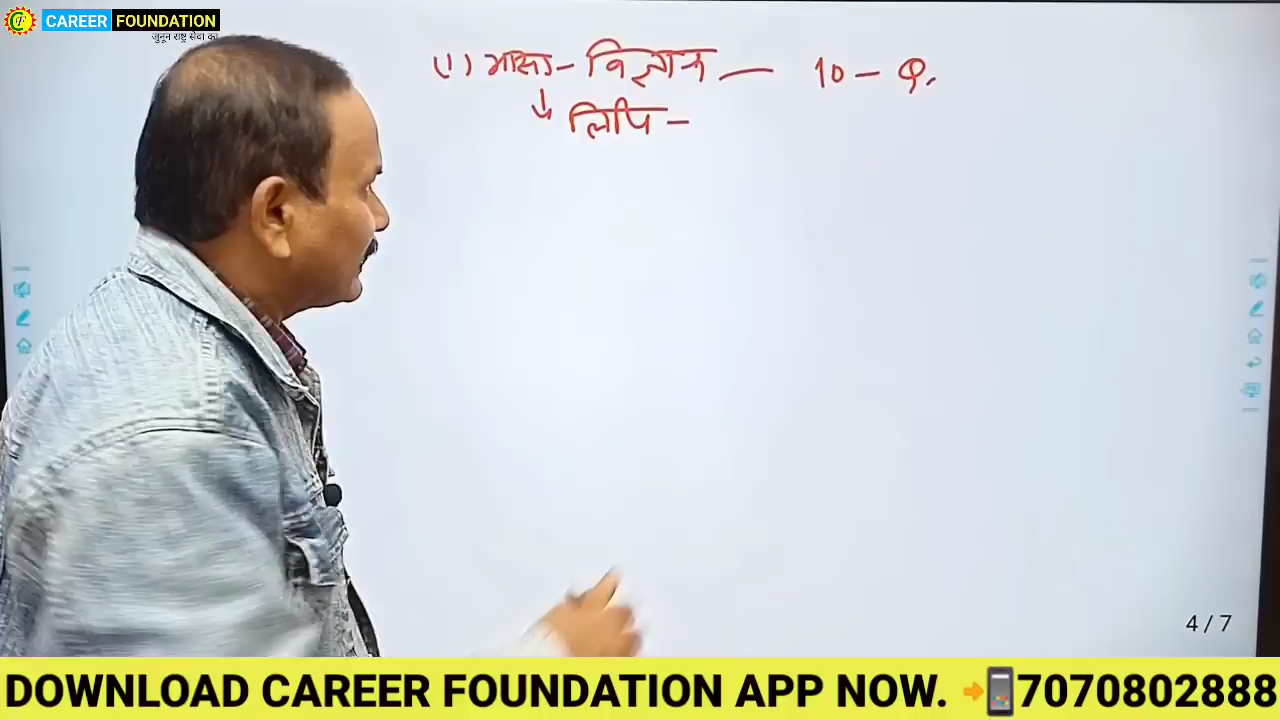 CAREER FOUNDATION
जुनून राष्ट्र सेवा का
(1) भाषा - विज्ञान — 10 - Q.
↓ लिपि -
4 / 7
DOWNLOAD CAREER FOUNDATION APP NOW. 7070802888